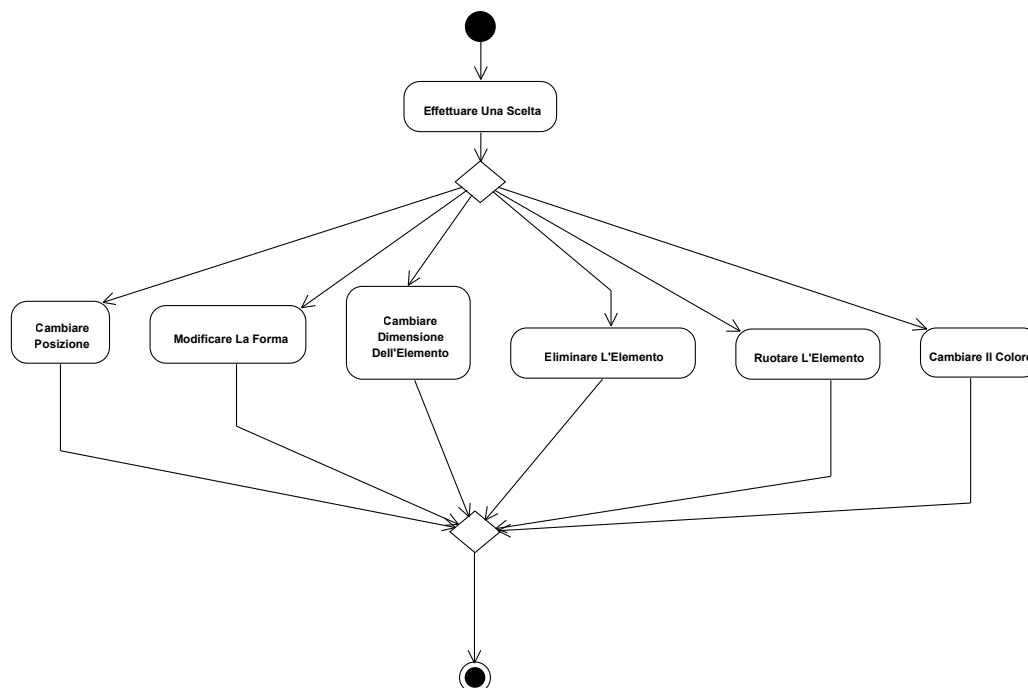 Effettuare Una Scelta
Cambiare
Posizione
Modificare La Forma
Cambiare
Dimensione
Dell'Elemento
Eliminare L'Elemento
Ruotare L'Elemento
Cambiare Il Colore